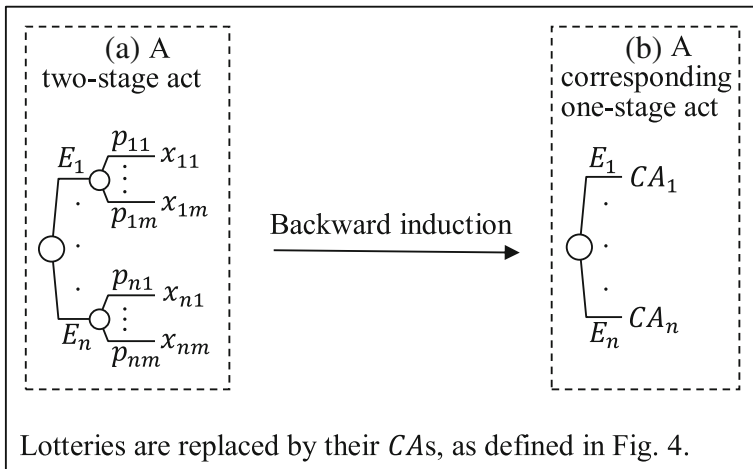 (a) A
two-stage act
E₁
p₁₁
x₁₁
p₁ₘ
x₁ₘ
Eₙ
pₙ₁
xₙ₁
pₙₘ
xₙₘ
Backward induction
(b) A
corresponding
one-stage act
E₁
CA₁
Eₙ
CAₙ
Lotteries are replaced by their CAs, as defined in Fig. 4.